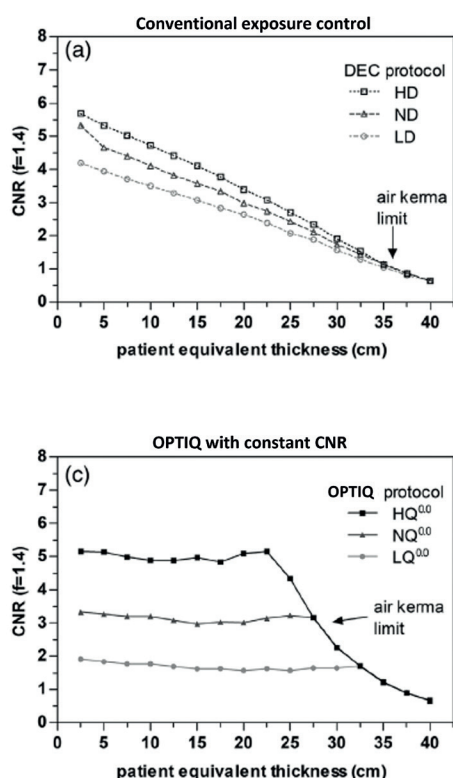 Conventional exposure control
(a)
DEC protocol
HD
ND
LD
air kerma
limit
CNR (f=1.4)
8
7
6
5
4
3
2
1
0
0 5 10 15 20 25 30 35 40
patient equivalent thickness (cm)
OPTIQ with constant CNR
(c)
OPTIQ protocol
HQ0.0
NQ0.0
LQ0.0
air kerma
limit
CNR (f=1.4)
8
7
6
5
4
3
2
1
0
0 5 10 15 20 25 30 35 40
patient equivalent thickness (cm)